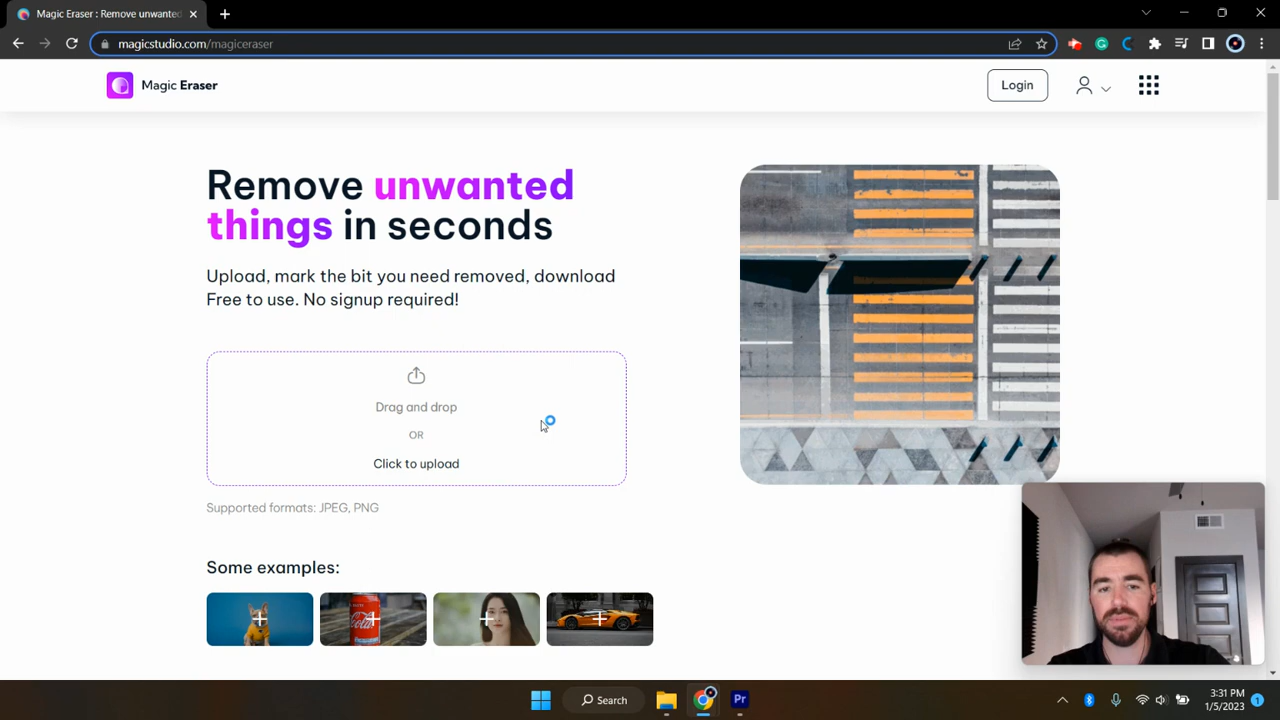 Magic Eraser : Remove unwanted
magicstudio.com/magiceraser
Magic Eraser
Login
Remove unwanted
things in seconds
Upload, mark the bit you need removed, download
Free to use. No signup required!
Drag and drop
OR
Click to upload
Supported formats: JPEG, PNG
Some examples:
Search
Pr
3:31 PM
1/5/2023
1